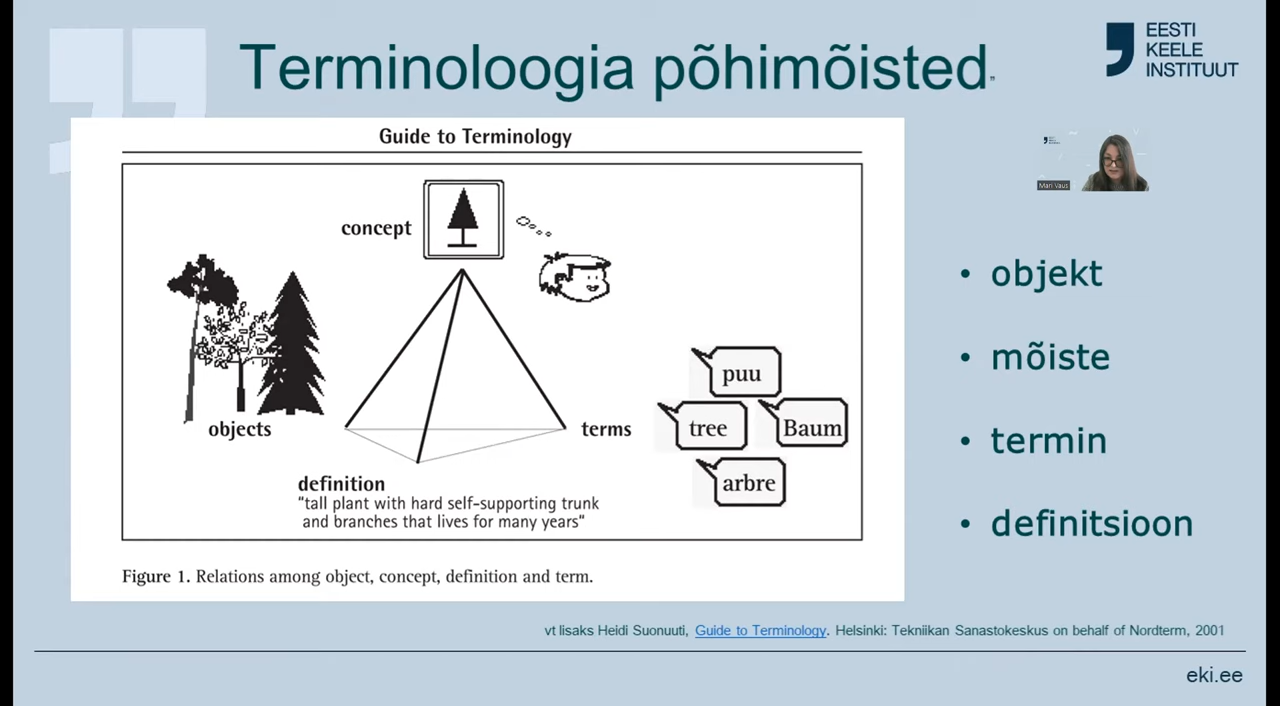 Terminoloogia põhimõisted
EESTI
KEELE
INSTITUUT
Guide to Terminology
concept
objects
terms
puu
tree
Baum
arbre
definition
“tall plant with hard self-supporting trunk
and branches that lives for many years“
Figure 1. Relations among object, concept, definition and term.
Mari Vaus
• objekt
• mõiste
• termin
• definitsioon
vt lisaks Heidi Suonuuti, Guide to Terminology. Helsinki: Tekniikan Sanastokeskus on behalf of Nordterm, 2001
eki.ee